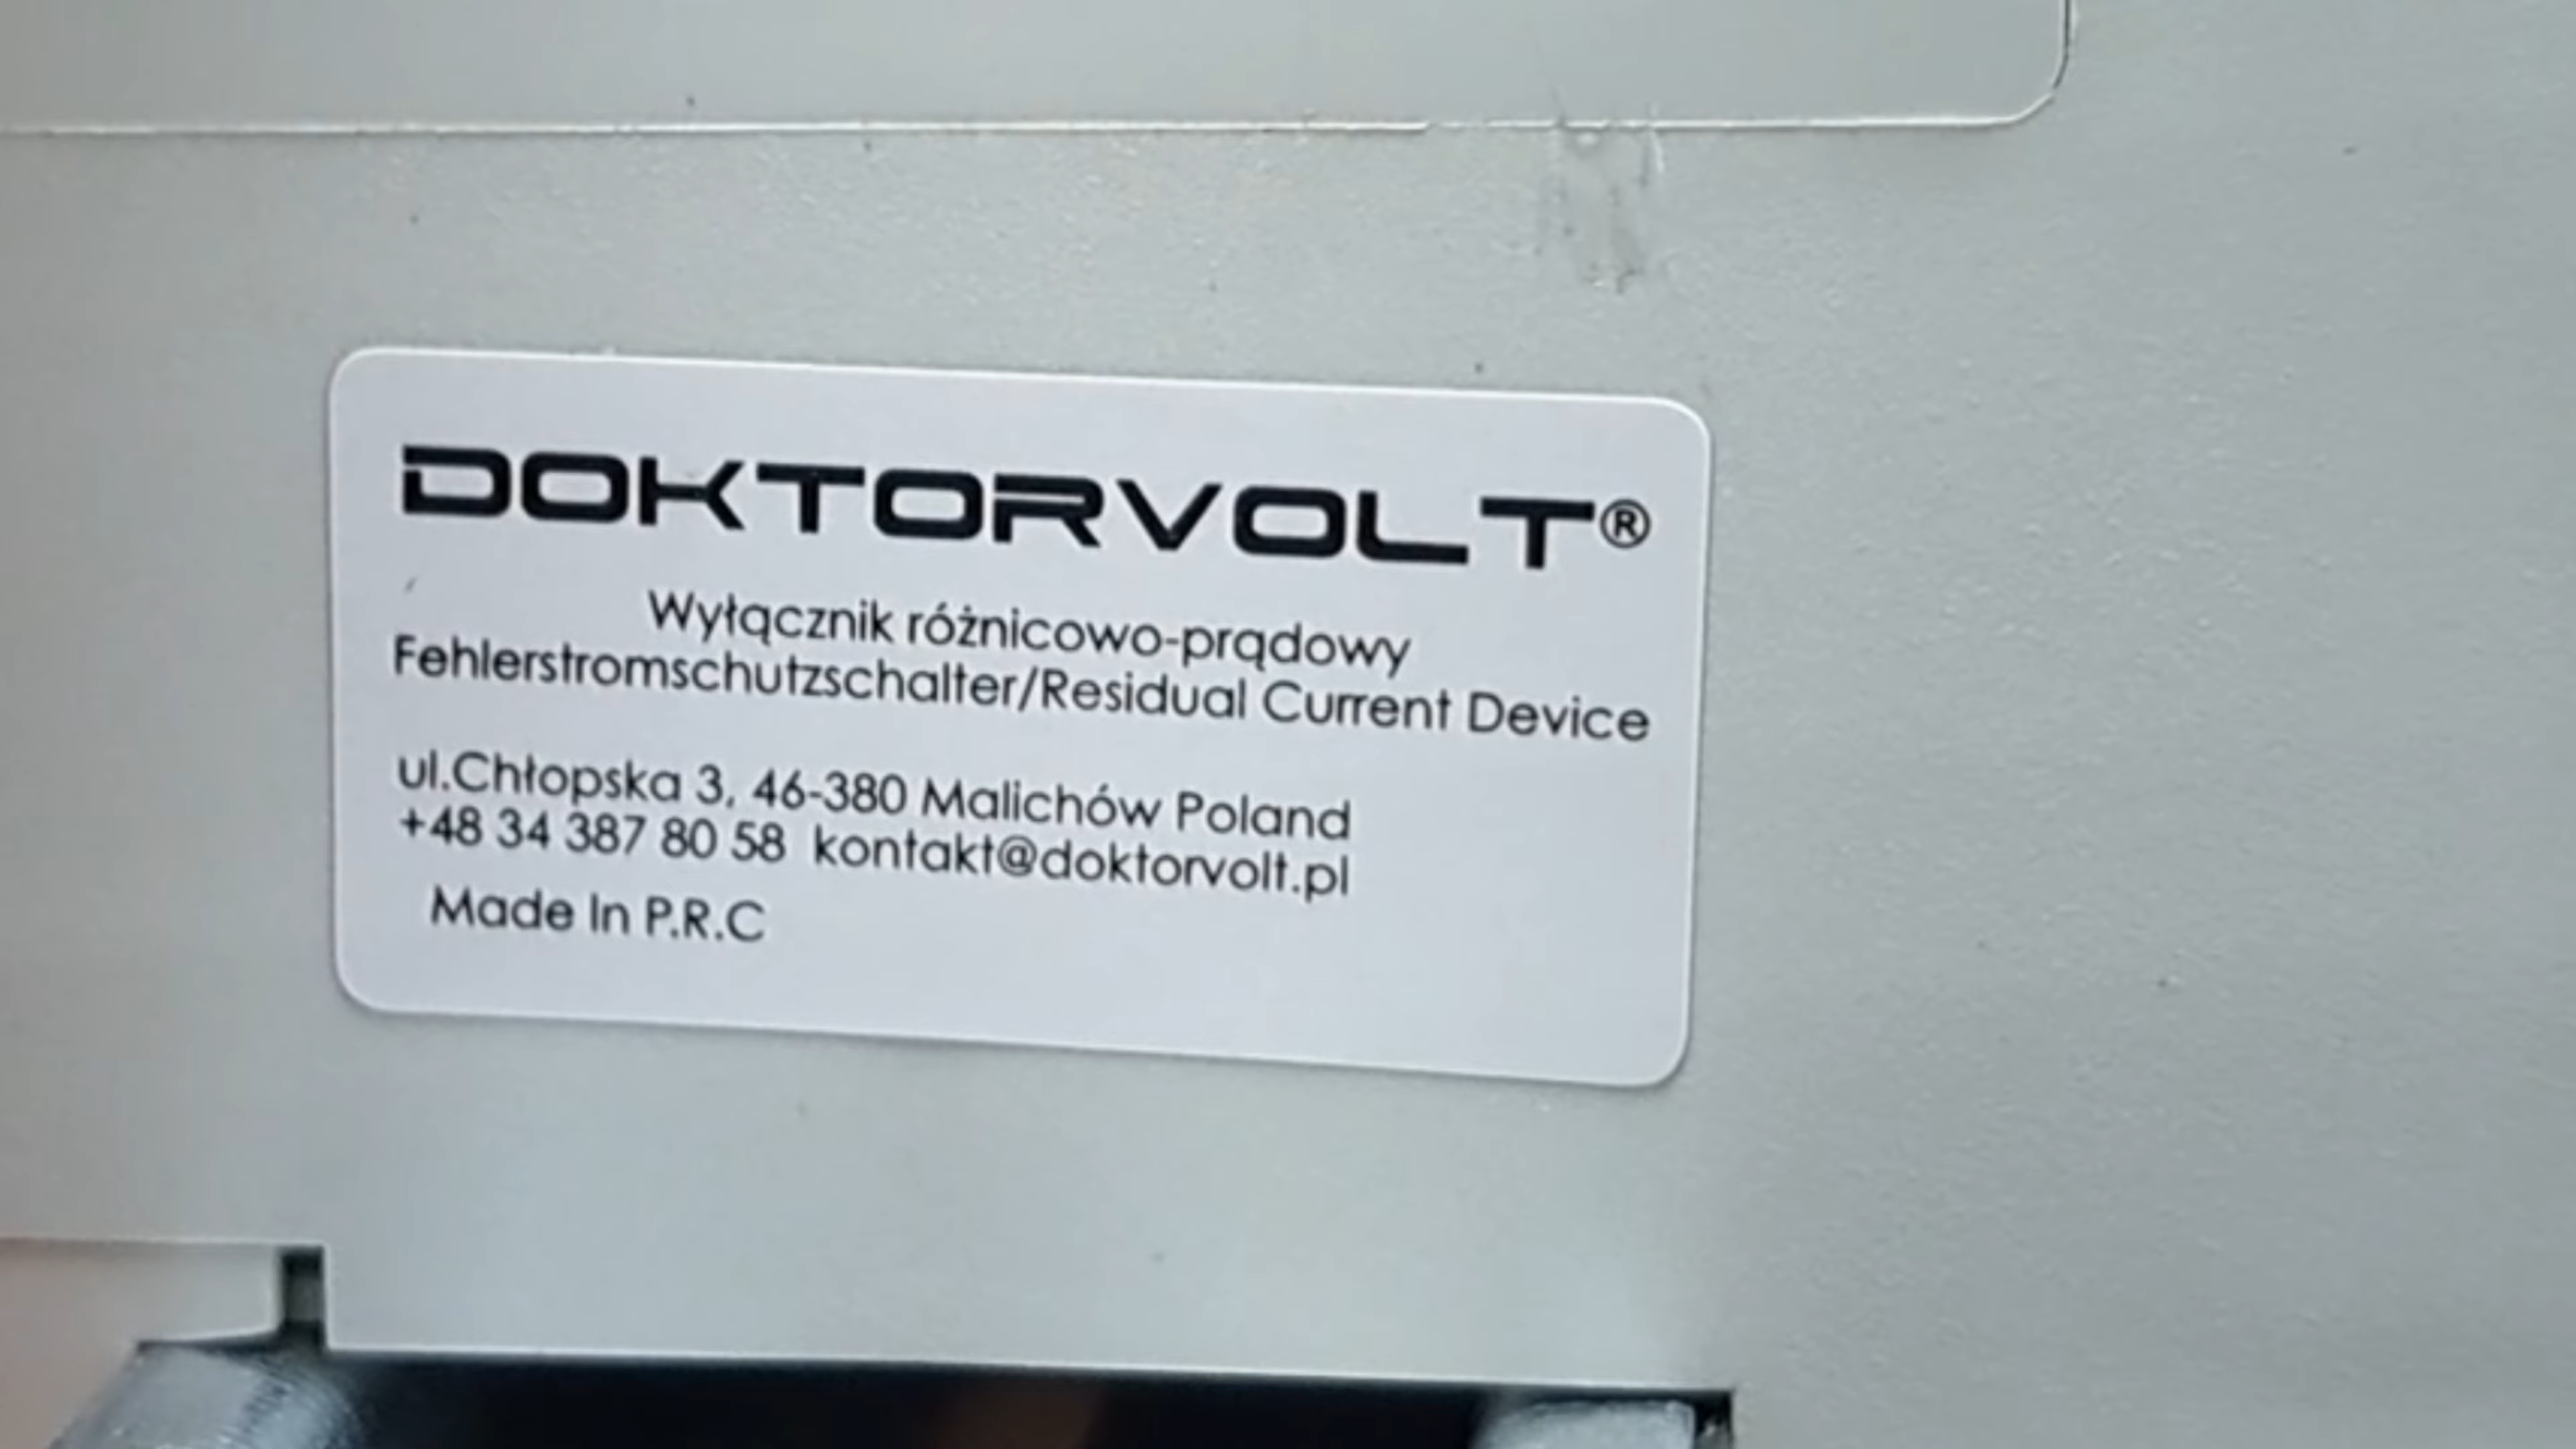 DOKTORVOLT®
Wyłącznik różnicowo-prądowy
Fehlerstromschutzschalter/Residual Current Device
ul.Chłopska 3, 46-380 Malichów Poland
+48 34 387 80 58 kontakt@doktorvolt.pl
Made In P.R.C